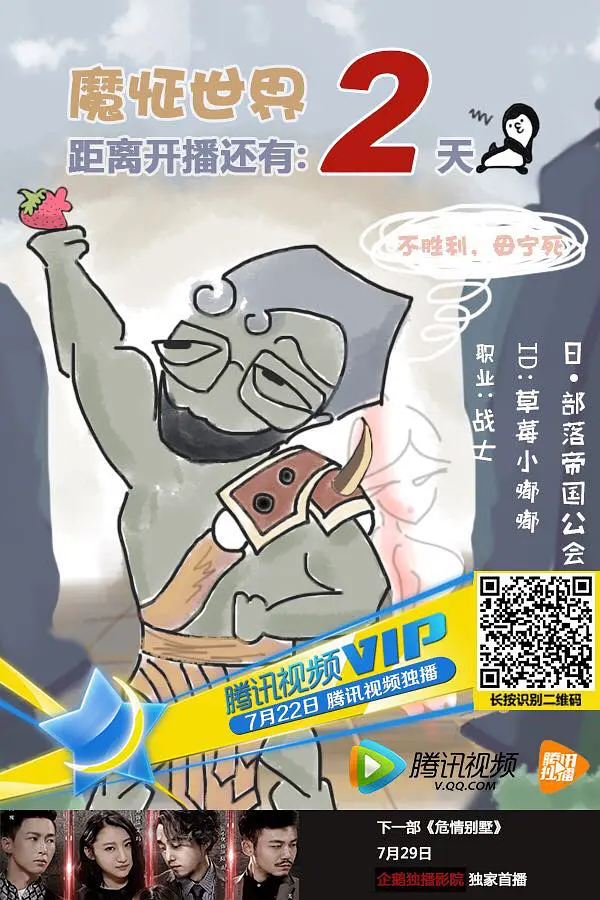 魔怔世界
距离开播还有: 2 天
不胜利，毋宁死
日·部落帝国公会
ID:草莓小嘟嘟
职业:战士
腾讯视频VIP
7月22日 腾讯视频独播
长按识别二维码
腾讯视频
V.QQ.COM
腾讯
独播
下一部《危情别墅》
7月29日
企鹅独播影院 独家首播